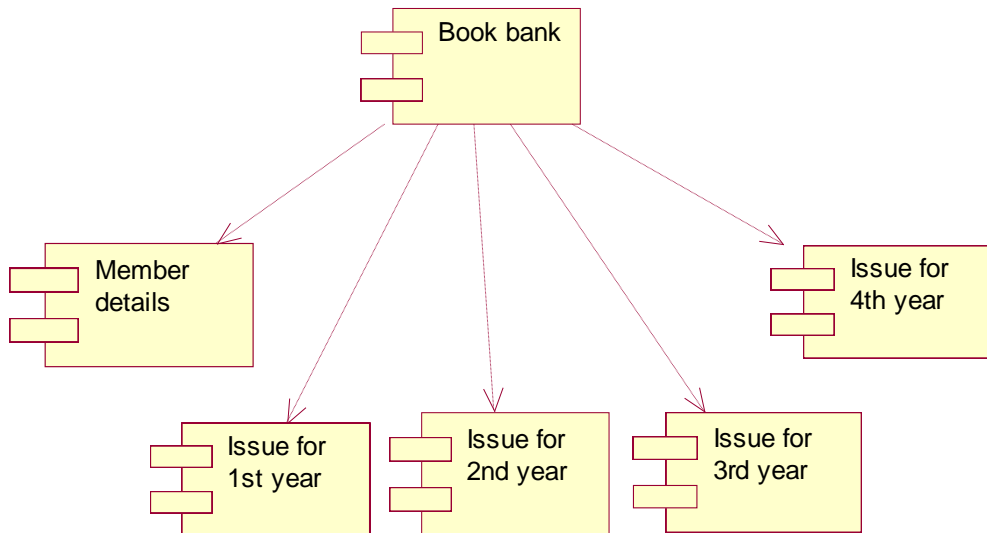 Book bank
Member
details
Issue for
4th year
Issue for
1st year
Issue for
2nd year
Issue for
3rd year